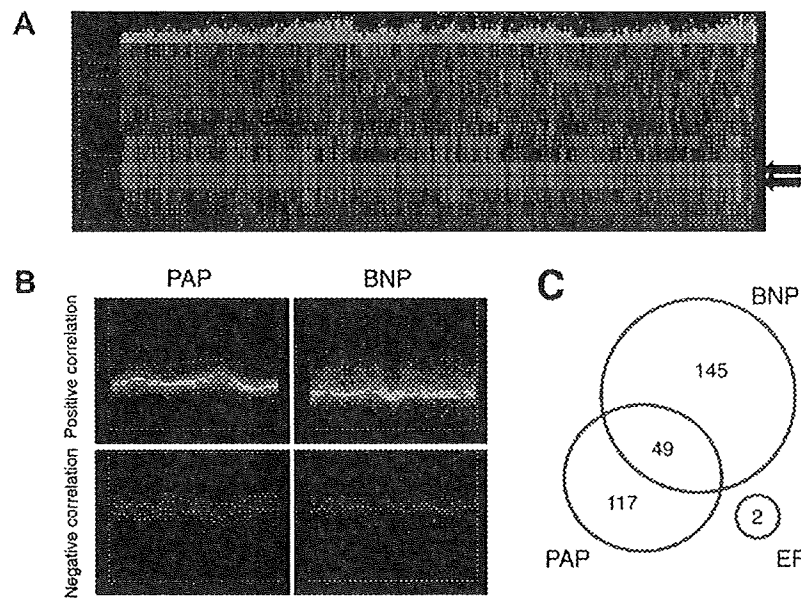 A
B
PAP
BNP
Positive correlation
Negative correlation
C
BNP
145
49
117
2
PAP
EF